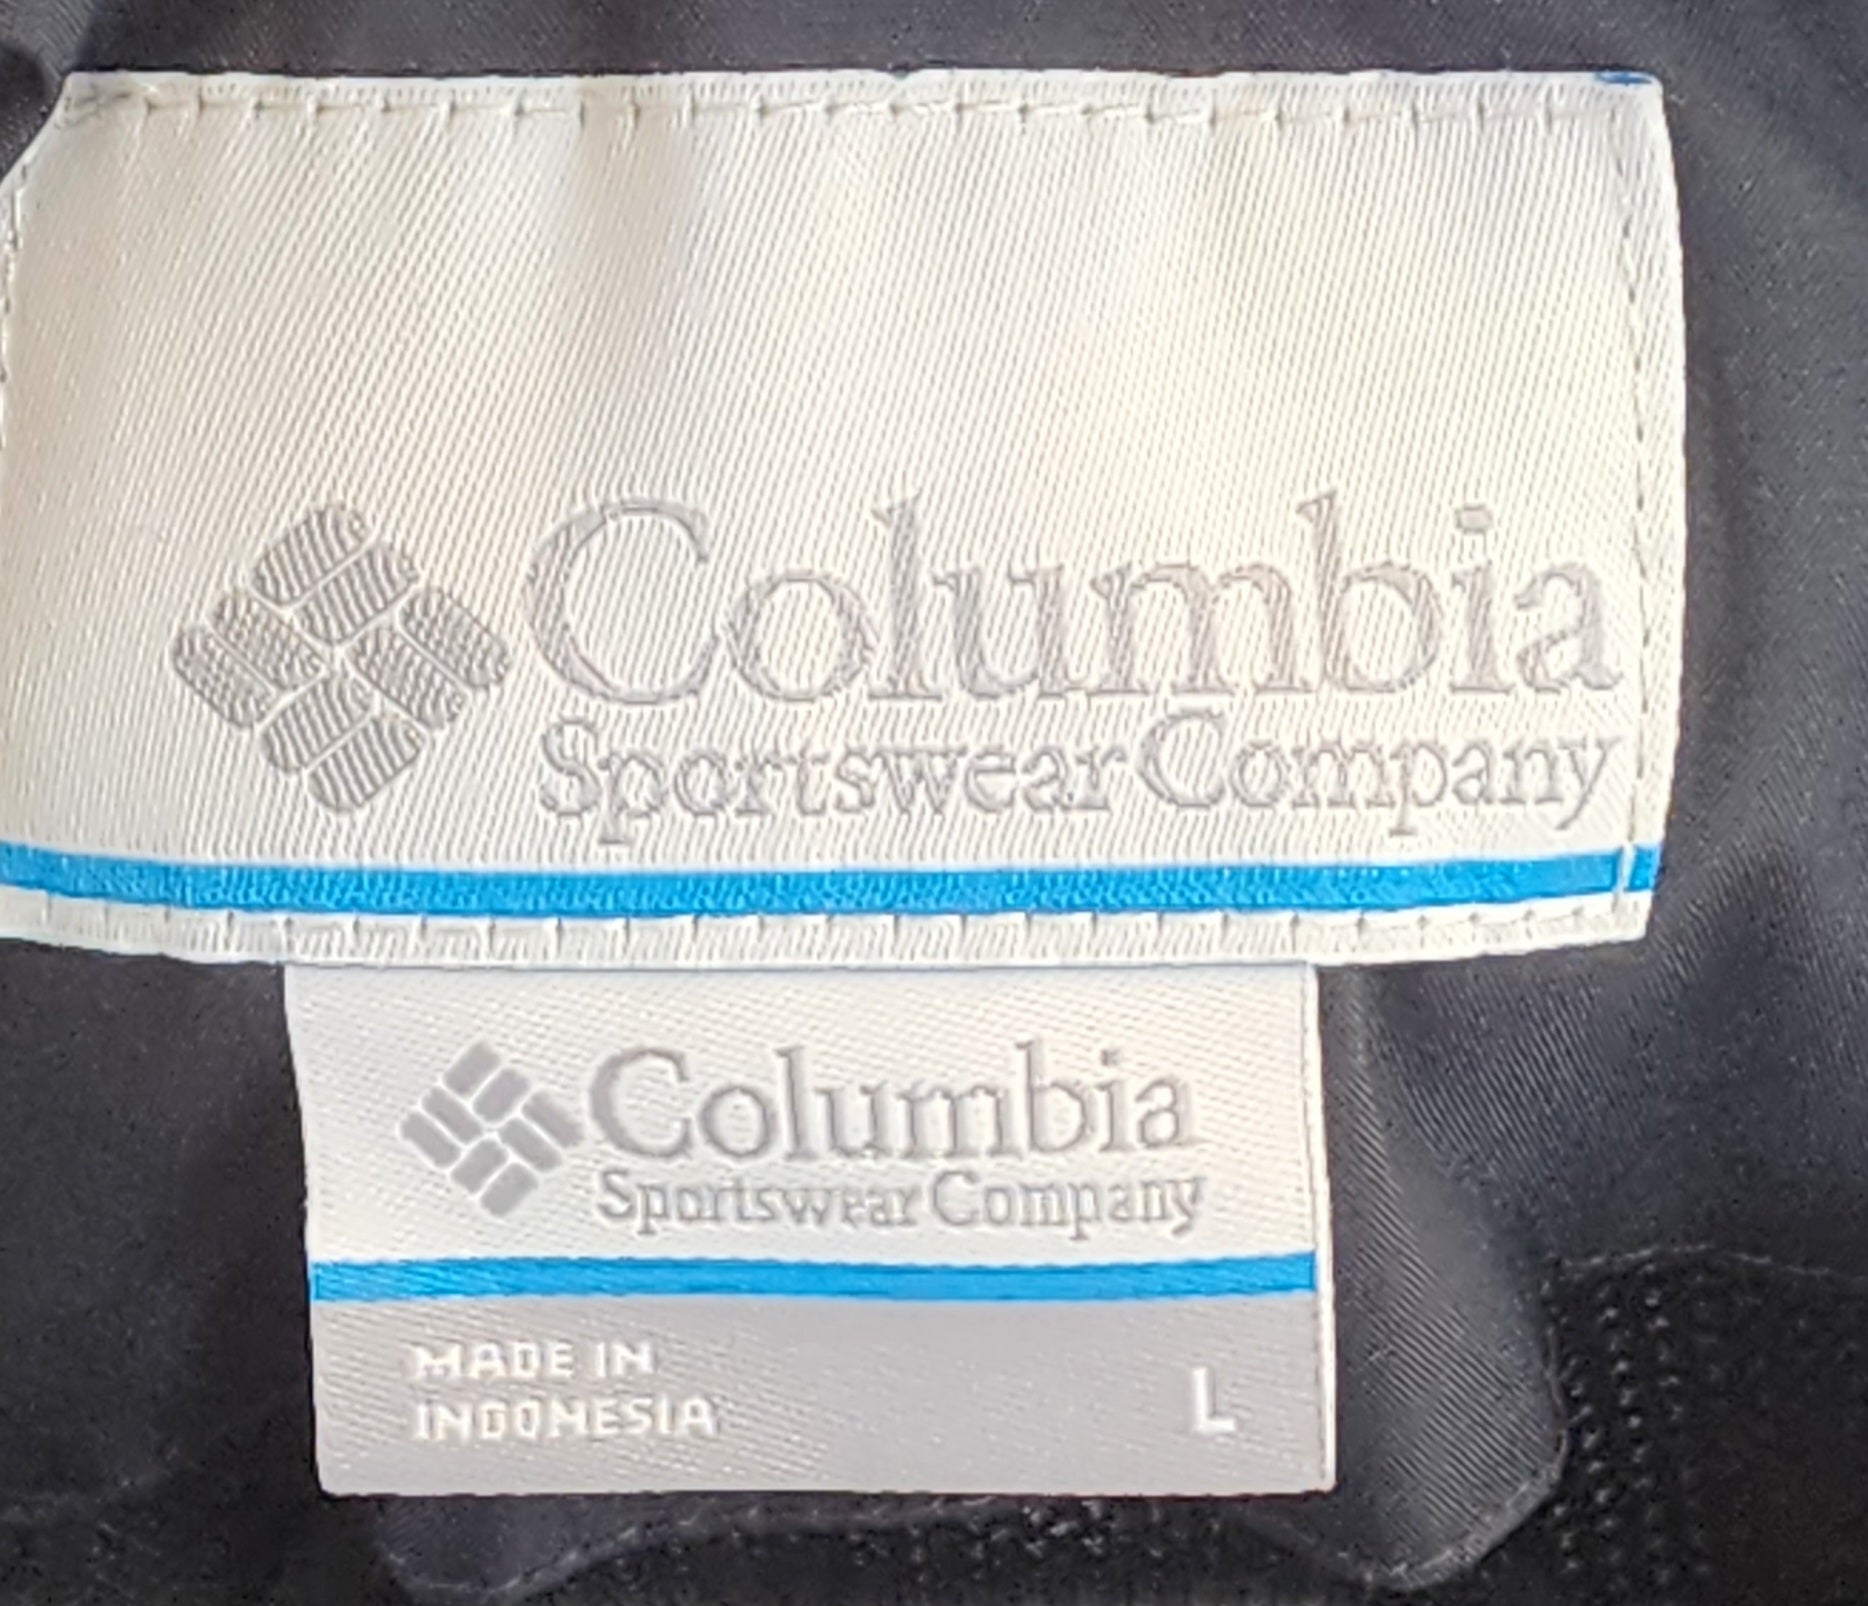 Columbia
Sportswear Company
Columbia
Sportswear Company
MADE IN
INDONESIA
L